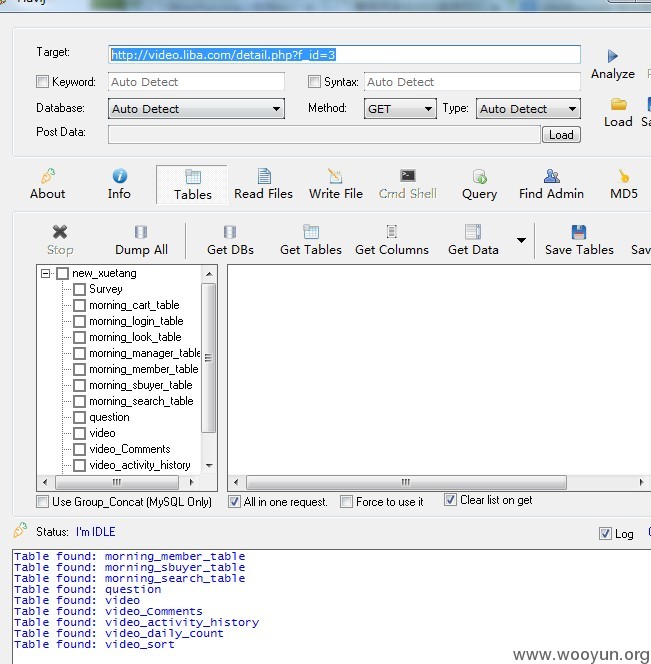 Target:
http://video.liba.com/detail.php?f_id=3
Analyze
Keyword:
Auto Detect
Syntax:
Auto Detect
Database:
Auto Detect
Method:
GET
Type:
Auto Detect
Load
Post Data:
Load
About
Info
Tables
Read Files
Write File
Cmd Shell
Query
Find Admin
MD5
Stop
Dump All
Get DBs
Get Tables
Get Columns
Get Data
Save Tables
Sav
new_xuetang
Survey
morning_cart_table
morning_login_table
morning_look_table
morning_manager_table
morning_member_table
morning_sbuyer_table
morning_search_table
question
video
video_Comments
video_activity_history
Use Group_Concat (MySQL Only)
All in one request.
Force to use it
Clear list on get
Status: I'm IDLE
Log
Table found: morning_member_table
Table found: morning_sbuyer_table
Table found: morning_search_table
Table found: question
Table found: video
Table found: video_Comments
Table found: video_activity_history
Table found: video_daily_count
Table found: video_sort
www.wooyun.org